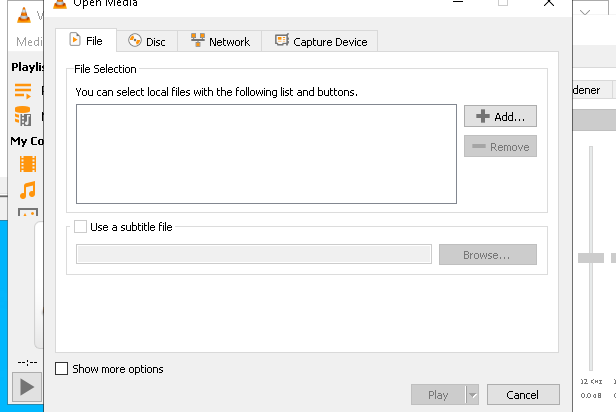 Open Media
Medi
File
Disc
Network
Capture Device
Playlis
File Selection
You can select local files with the following list and buttons.
dener
Add...
Remove
My Co
Use a subtitle file
Browse...
--:--
Show more options
12 KHz
0.0 dB
Play
Cancel